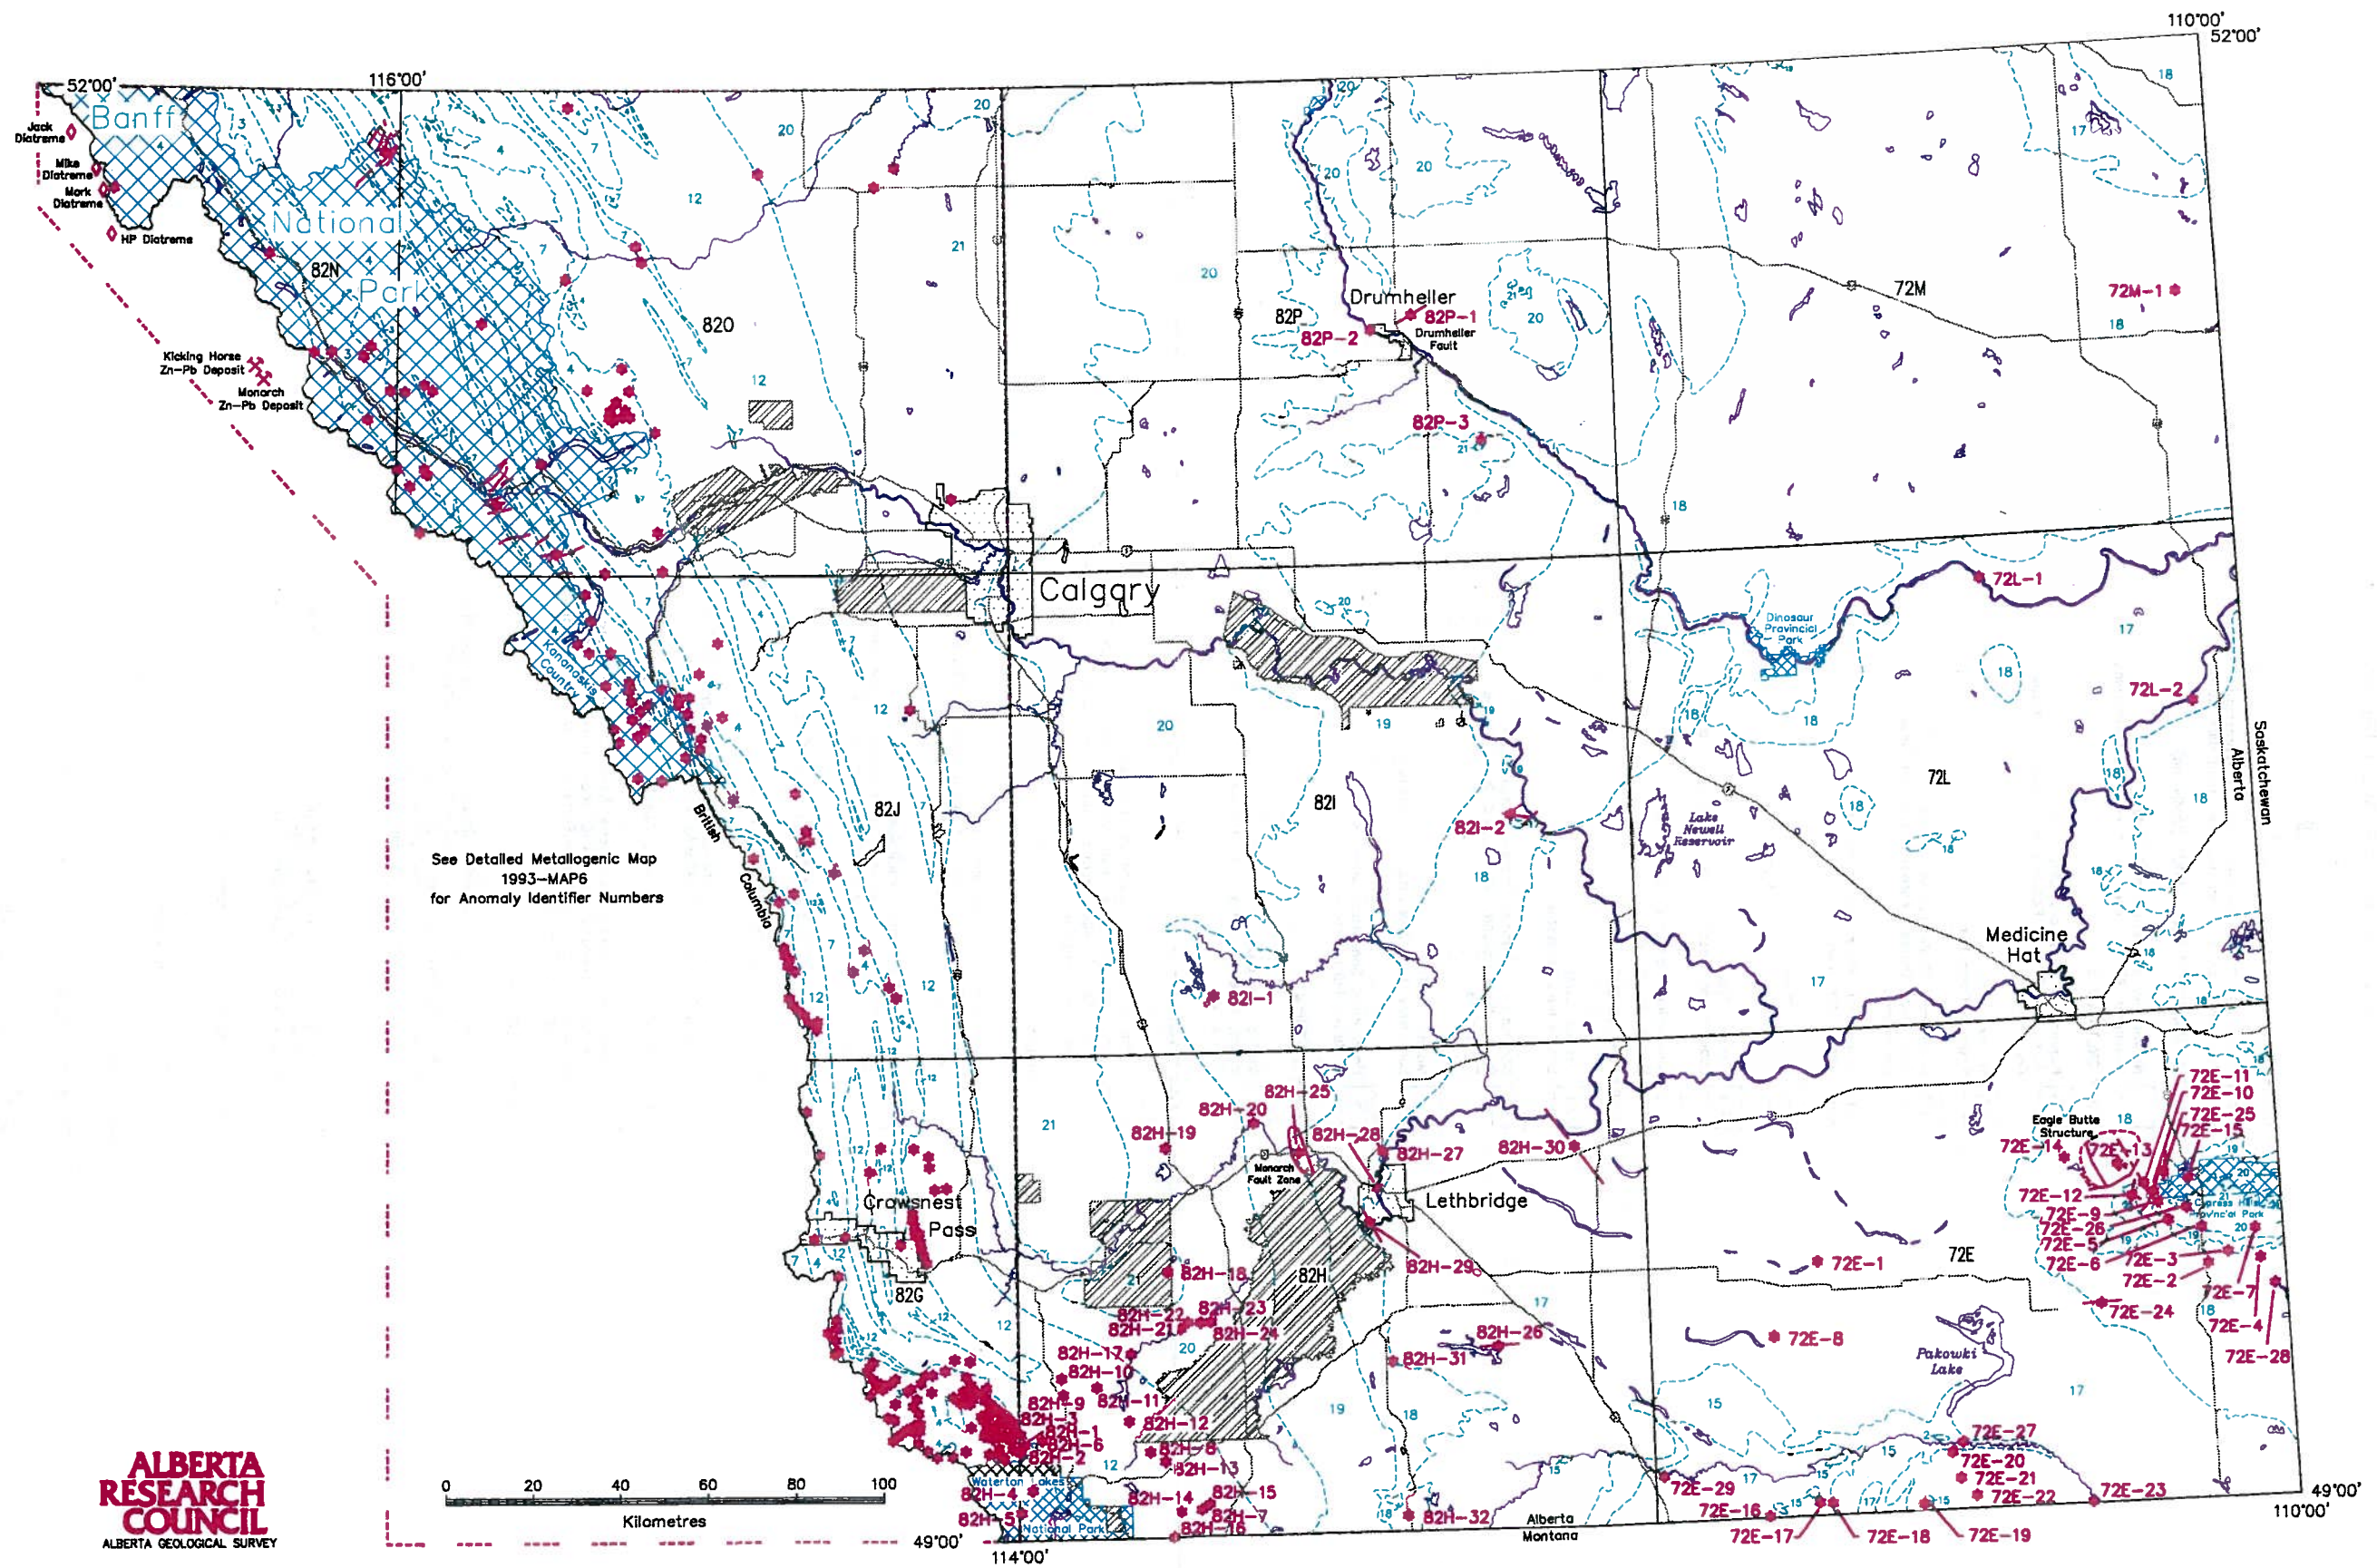 110°00'
52°00'
52°00'
116°00'
Banff
National
Park
Jack
Diatreme
Mike
Diatreme
Mark
Diatreme
HP Diatreme
82N
82O
82P
72M
72M-1
Drumheller
82P-1
82P-2
Drumheller
Fault
82P-3
Kicking Horse
Zn-Pb Deposit
Monarch
Zn-Pb Deposit
Calgary
72L-1
Dinosaur
Provincial
Park
Kananaskis
Country
72L-2
Saskatchewan
Alberta
72L
82J
82I
82I-2
Lake
Newell
Reservoir
British
Columbia
See Detailed Metallogenic Map
1993-MAP6
for Anomaly Identifier Numbers
Medicine
Hat
82I-1
82H-25
82H-20
82H-19
82H-28
82H-27
82H-30
Monarch
Fault Zone
Lethbridge
82H-29
Eagle Butte
Structure
72E-14
72E-13
72E-11
72E-10
72E-25
72E-15
72E-12
72E-9
72E-26
72E-5
72E-6
72E-3
72E-2
72E-7
72E-4
72E-28
72E-24
Cypress Hills
Provincial Park
72E-1
72E
72E-8
Pakowki
Lake
Crowsnest
Pass
82G
82H
82H-18
82H-22
82H-23
82H-21
82H-24
82H-17
82H-10
82H-9
82H-11
82H-3
82H-12
82H-1
82H-6
82H-2
82H-8
82H-13
82H-26
82H-31
Waterton Lakes
National Park
82H-4
82H-5
82H-14
82H-15
82H-7
82H-16
82H-32
72E-27
72E-20
72E-21
72E-22
72E-23
72E-29
72E-16
72E-17
72E-18
72E-19
Alberta
Montana
49°00'
110°00'
49°00'
114°00'
0 20 40 60 80 100
Kilometres
ALBERTA
RESEARCH
COUNCIL
ALBERTA GEOLOGICAL SURVEY